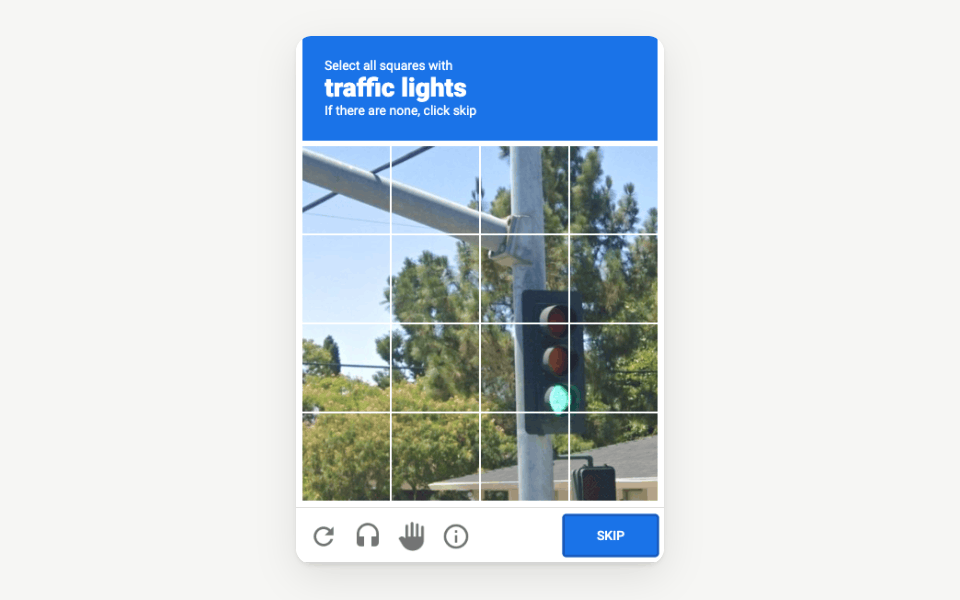 Select all squares with
traffic lights
If there are none, click skip
SKIP